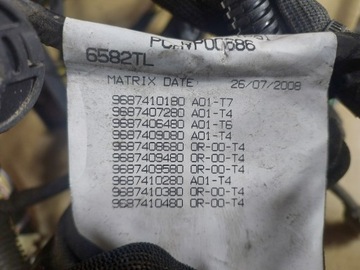 6582TL
MATRIX DATE: 26/07/2008
9687410180 A01-T7
9687407280 A01-T4
9687406480 A01-T6
9687409080 A01-T4
9687408680 OR-00-T4
9687409480 OR-00-T4
9687409580 OR-00-T4
9687410280 A01-T4
9687410380 OR-00-T4
9687410480 OR-00-T4